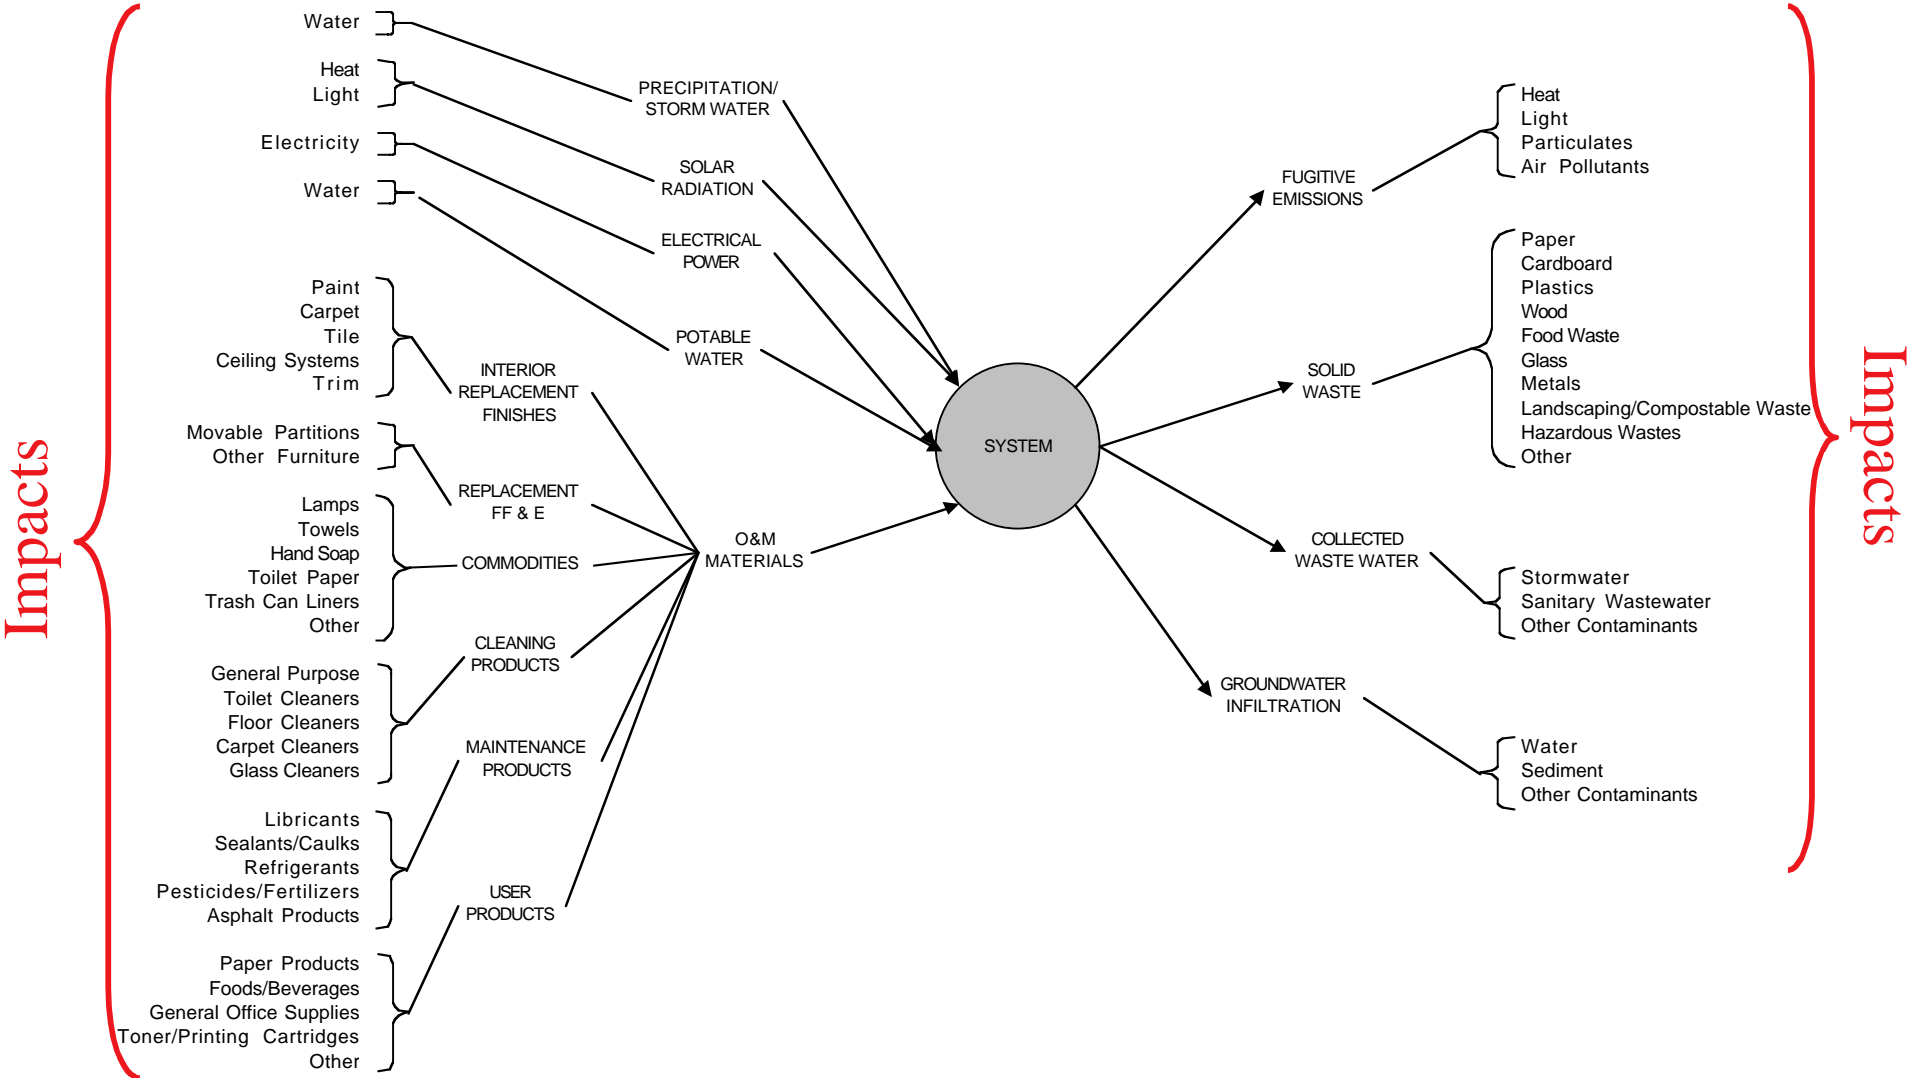 Impacts
Water
Heat
Light
Electricity
Water
Paint
Carpet
Tile
Ceiling Systems
Trim
Movable Partitions
Other Furniture
Lamps
Towels
Hand Soap
Toilet Paper
Trash Can Liners
Other
General Purpose
Toilet Cleaners
Floor Cleaners
Carpet Cleaners
Glass Cleaners
Libricants
Sealants/Caulks
Refrigerants
Pesticides/Fertilizers
Asphalt Products
Paper Products
Foods/Beverages
General Office Supplies
Toner/Printing Cartridges
Other
PRECIPITATION/
STORM WATER
SOLAR
RADIATION
ELECTRICAL
POWER
POTABLE
WATER
INTERIOR
REPLACEMENT
FINISHES
REPLACEMENT
FF & E
COMMODITIES
CLEANING
PRODUCTS
MAINTENANCE
PRODUCTS
USER
PRODUCTS
O&M
MATERIALS
SYSTEM
FUGITIVE
EMISSIONS
SOLID
WASTE
COLLECTED
WASTE WATER
GROUNDWATER
INFILTRATION
Heat
Light
Particulates
Air Pollutants
Paper
Cardboard
Plastics
Wood
Food Waste
Glass
Metals
Landscaping/Compostable Waste
Hazardous Wastes
Other
Stormwater
Sanitary Wastewater
Other Contaminants
Water
Sediment
Other Contaminants
Impacts